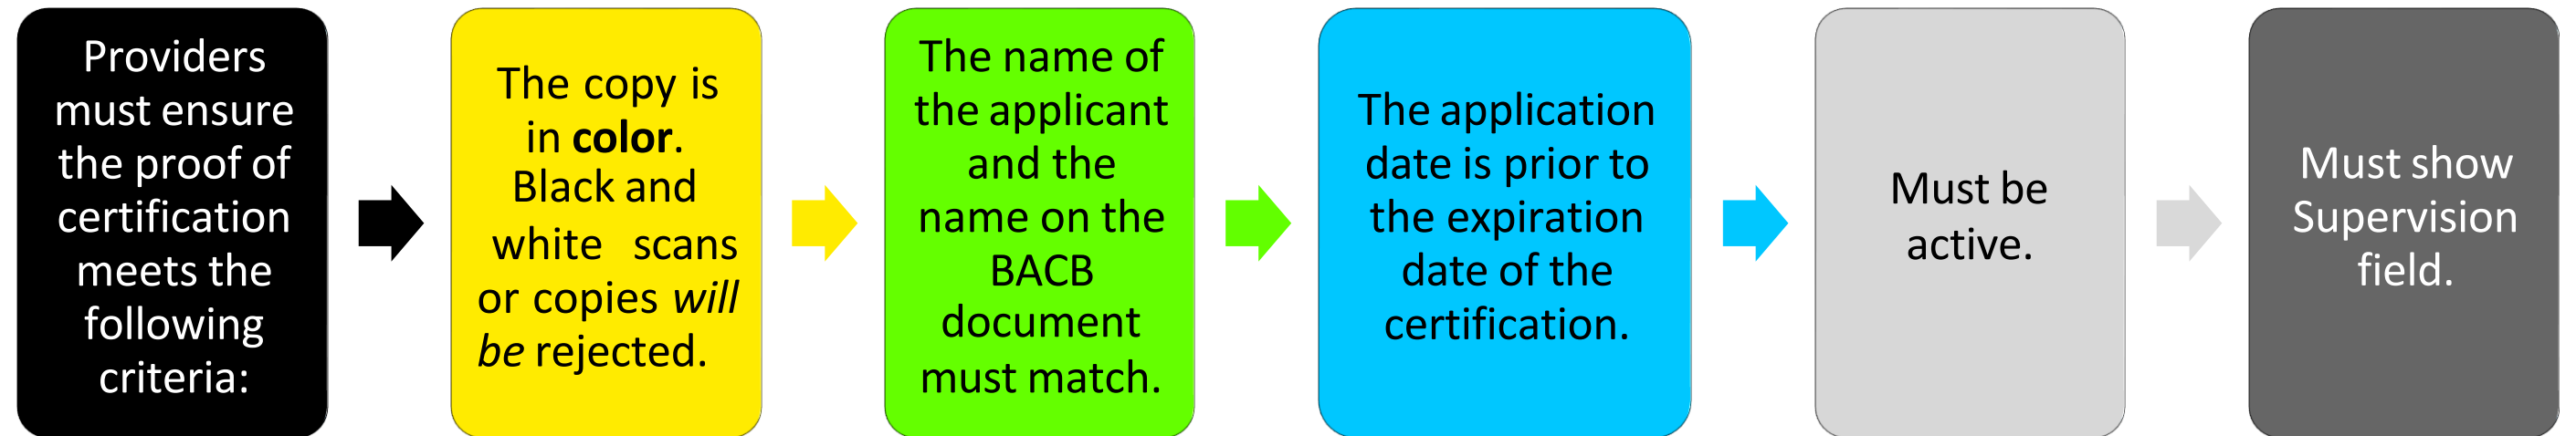 Providers
must ensure
the proof of
certification
meets the
following
criteria:
The copy is
in color.
Black and
white scans
or copies will
be rejected.
The name of
the applicant
and the
name on the
BACB
document
must match.
The application
date is prior to
the expiration
date of the
certification.
Must be
active.
Must show
Supervision
field.